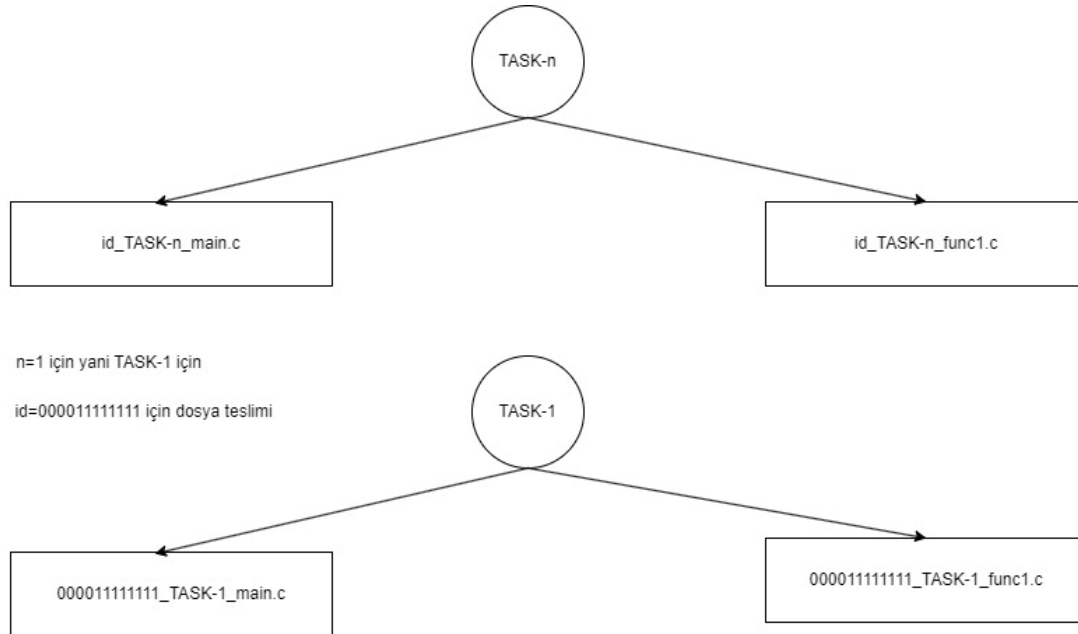 TASK-n
id_TASK-n_main.c
id_TASK-n_func1.c
n=1 için yani TASK-1 için
id=000011111111 için dosya teslimi
TASK-1
000011111111_TASK-1_main.c
000011111111_TASK-1_func1.c